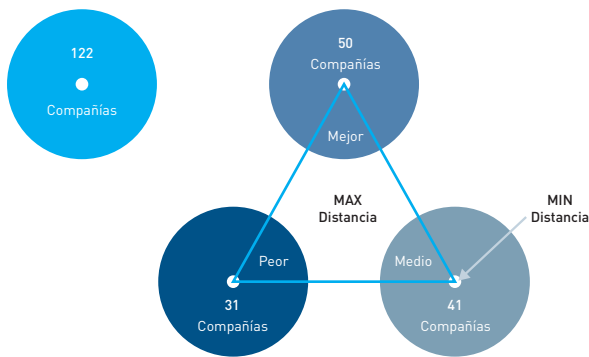 122
Compañías
50
Compañías
Mejor
MAX
Distancia
MIN
Distancia
Peor
31
Compañías
Medio
41
Compañías